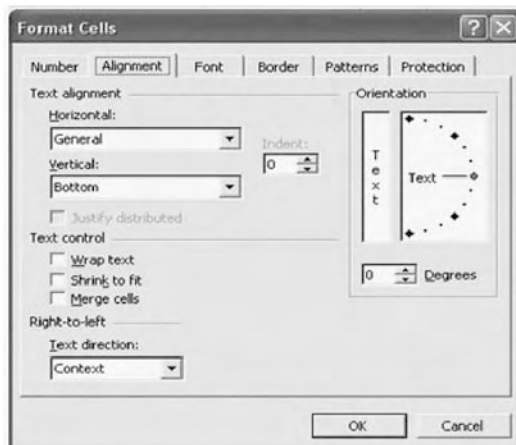 Format Cells
Number Alignment Font Border Patterns Protection
Text alignment
Horizontal:
General
Indent:
0
Vertical:
Bottom
Justify distributed
Text control
Wrap text
Shrink to fit
Merge cells
Right-to-left
Text direction:
Context
Orientation
Text
Text
0 Degrees
OK Cancel